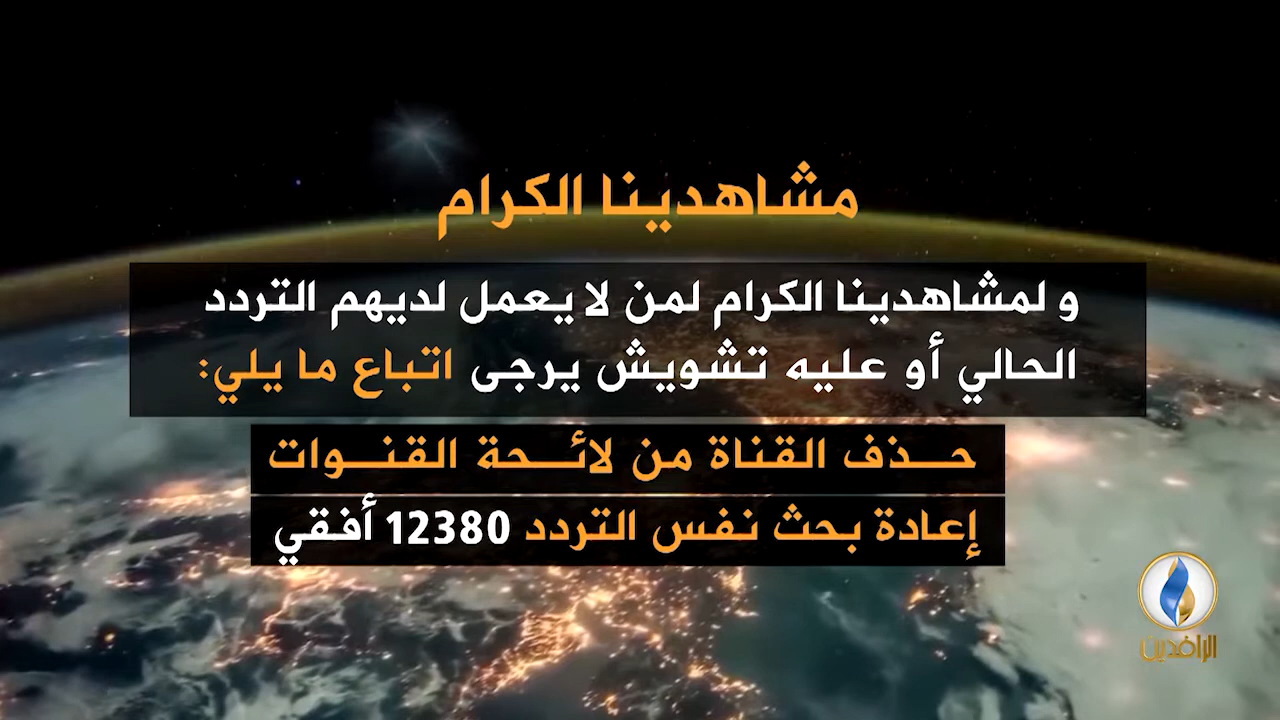 مشاهدينا الكرام
و لمشاهدينا الكرام لمن لا يعمل لديهم التردد
الحالي أو عليه تشويش يرجى اتباع ما يلي:
حــذف القناة من لائــحة القنــوات
إعادة بحث نفس التردد 12380 أفقي
الرافدين